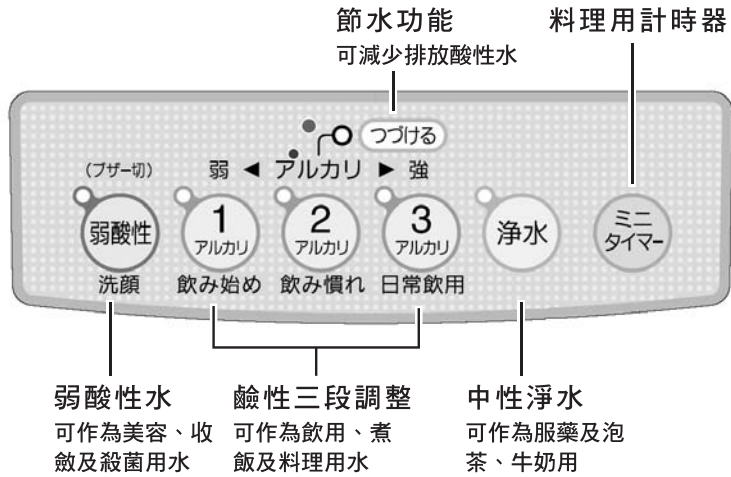 節水功能
可減少排放酸性水
料理用計時器
つづける
(ブザー切)
弱 ◀ アルカリ ▶ 強
弱酸性
1
アルカリ
2
アルカリ
3
アルカリ
浄水
ミニ
タイマー
洗顔
飲み始め
飲み慣れ
日常飲用
弱酸性水
可作為美容、收
斂及殺菌用水
鹼性三段調整
可作為飲用、煮
飯及料理用水
中性淨水
可作為服藥及泡
茶、牛奶用